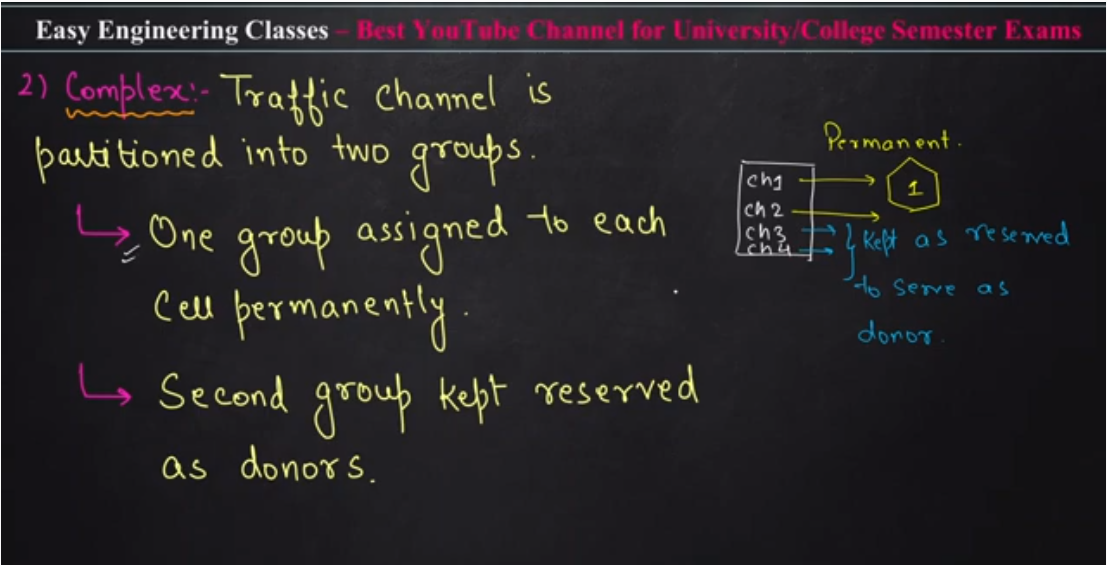 Easy Engineering Classes – Best YouTube Channel for University/College Semester Exams
2) Complex:- Traffic Channel is
partitioned into two groups.
One group assigned to each
Cell permanently.
Second group kept reserved
as donors.
Permanent.
ch1
1
ch2
ch3
ch4
kept as reserved
to serve as
donor.